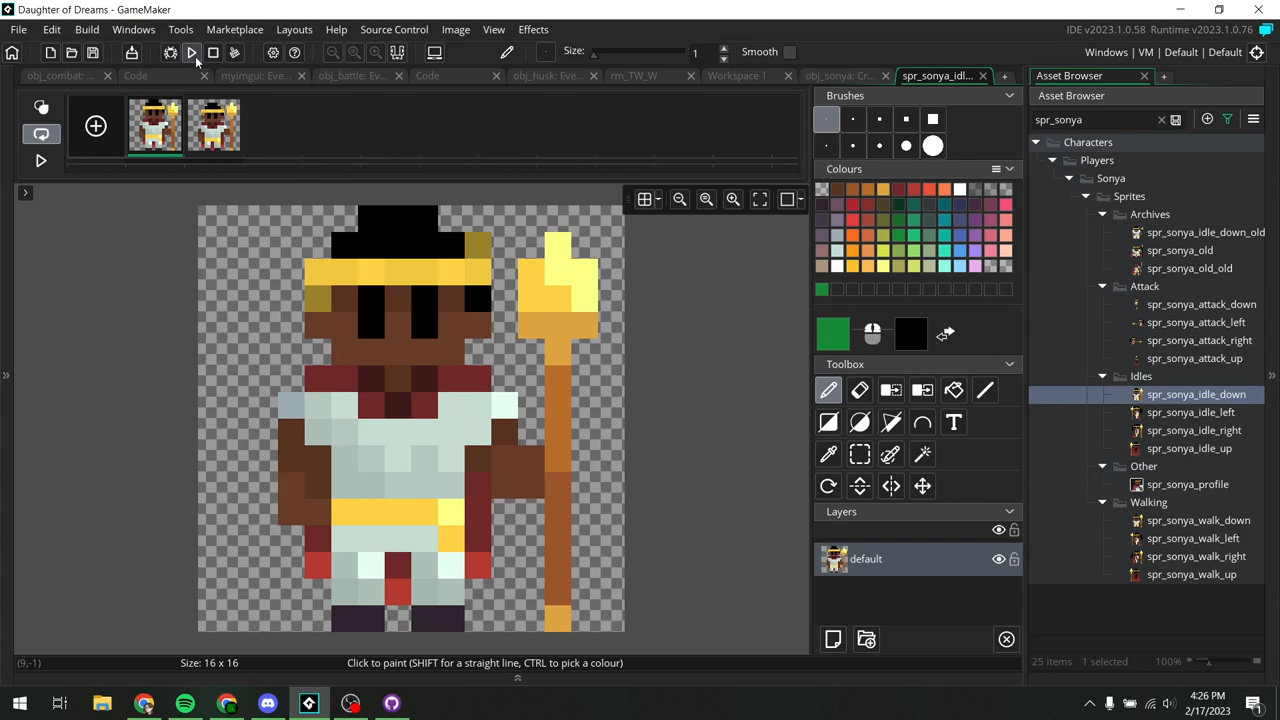 Daughter of Dreams - GameMaker
File Edit Build Windows Tools Marketplace Layouts Help Source Control Image View Effects
IDE v2023.1.0.58 Runtime v2023.1.0.76
Size: 1 Smooth
Windows | VM | Default | Default
obj_combat: ... Code myimgui: Eve... obj_battle: Eve... Code obj_husk: Eve... rm_TW_W Workspace 1 obj_sonya: Cr... spr_sonya_idl...
Asset Browser
Brushes
Asset Browser
spr_sonya
Characters
Players
Sonya
Sprites
Archives
spr_sonya_idle_down_old
spr_sonya_old
spr_sonya_old_old
Attack
spr_sonya_attack_down
spr_sonya_attack_left
spr_sonya_attack_right
spr_sonya_attack_up
Idles
spr_sonya_idle_down
spr_sonya_idle_left
spr_sonya_idle_right
spr_sonya_idle_up
Other
spr_sonya_profile
Walking
spr_sonya_walk_down
spr_sonya_walk_left
spr_sonya_walk_right
spr_sonya_walk_up
Colours
Toolbox
T
Layers
default
(9,-1)
Size: 16 x 16
Click to paint (SHIFT for a straight line, CTRL to pick a colour)
25 items 1 selected 100%
4:26 PM
2/17/2023
1